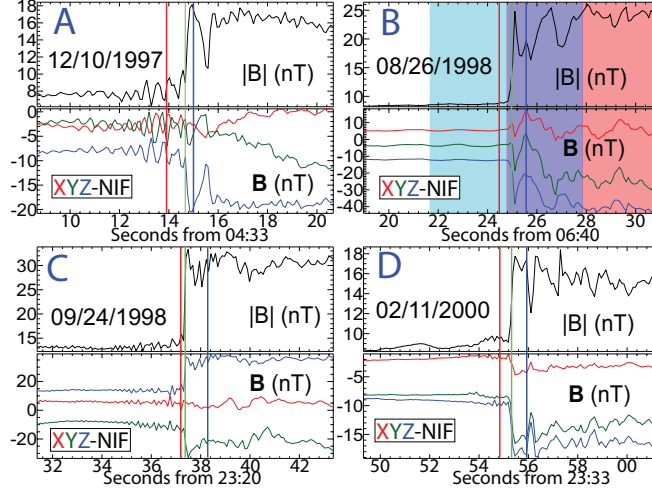 A
12/10/1997
|B| (nT)
18
16
14
12
10
8
6
B (nT)
XYZ-NIF
0
-5
-10
-15
-20
10 12 14 16 18 20
Seconds from 04:33
B
08/26/1998
|B| (nT)
25
20
15
10
B (nT)
XYZ-NIF
10
0
-10
-20
-30
-40
20 22 24 26 28 30
Seconds from 06:40
C
09/24/1998
|B| (nT)
30
25
20
15
B (nT)
XYZ-NIF
20
0
-20
32 34 36 38 40 42
Seconds from 23:20
D
02/11/2000
|B| (nT)
18
16
14
12
10
8
B (nT)
XYZ-NIF
-5
-10
-15
50 52 54 56 58 60
Seconds from 23:33